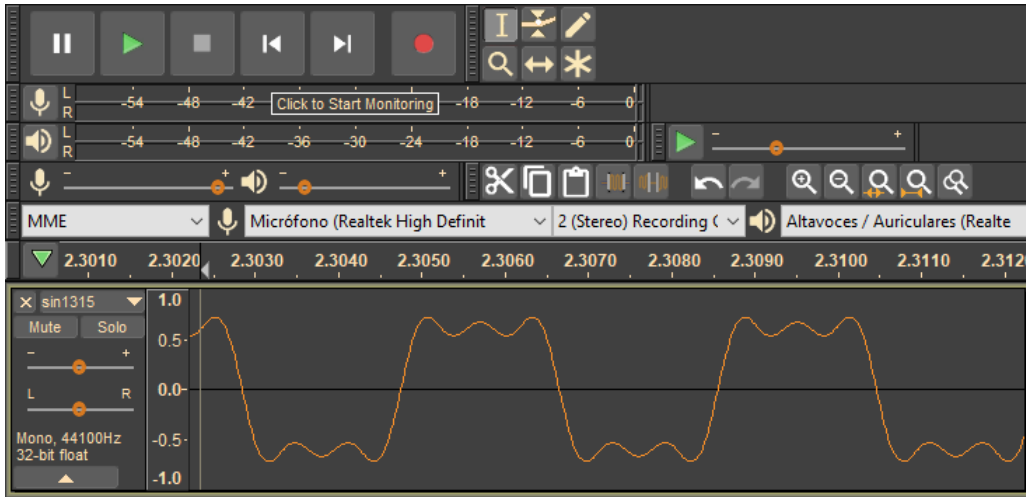 L
R
-54 -48 -42 Click to Start Monitoring -18 -12 -6 0
L
R
-54 -48 -42 -36 -30 -24 -18 -12 -6 0
- +
- + - +
MME Micrófono (Realtek High Definit 2 (Stereo) Recording Altavoces / Auriculares (Realte
2.3010 2.3020 2.3030 2.3040 2.3050 2.3060 2.3070 2.3080 2.3090 2.3100 2.3110 2.312
sin1315
Mute Solo
- +
L R
Mono, 44100Hz
32-bit float
1.0
0.5-
0.0-
-0.5-
-1.0